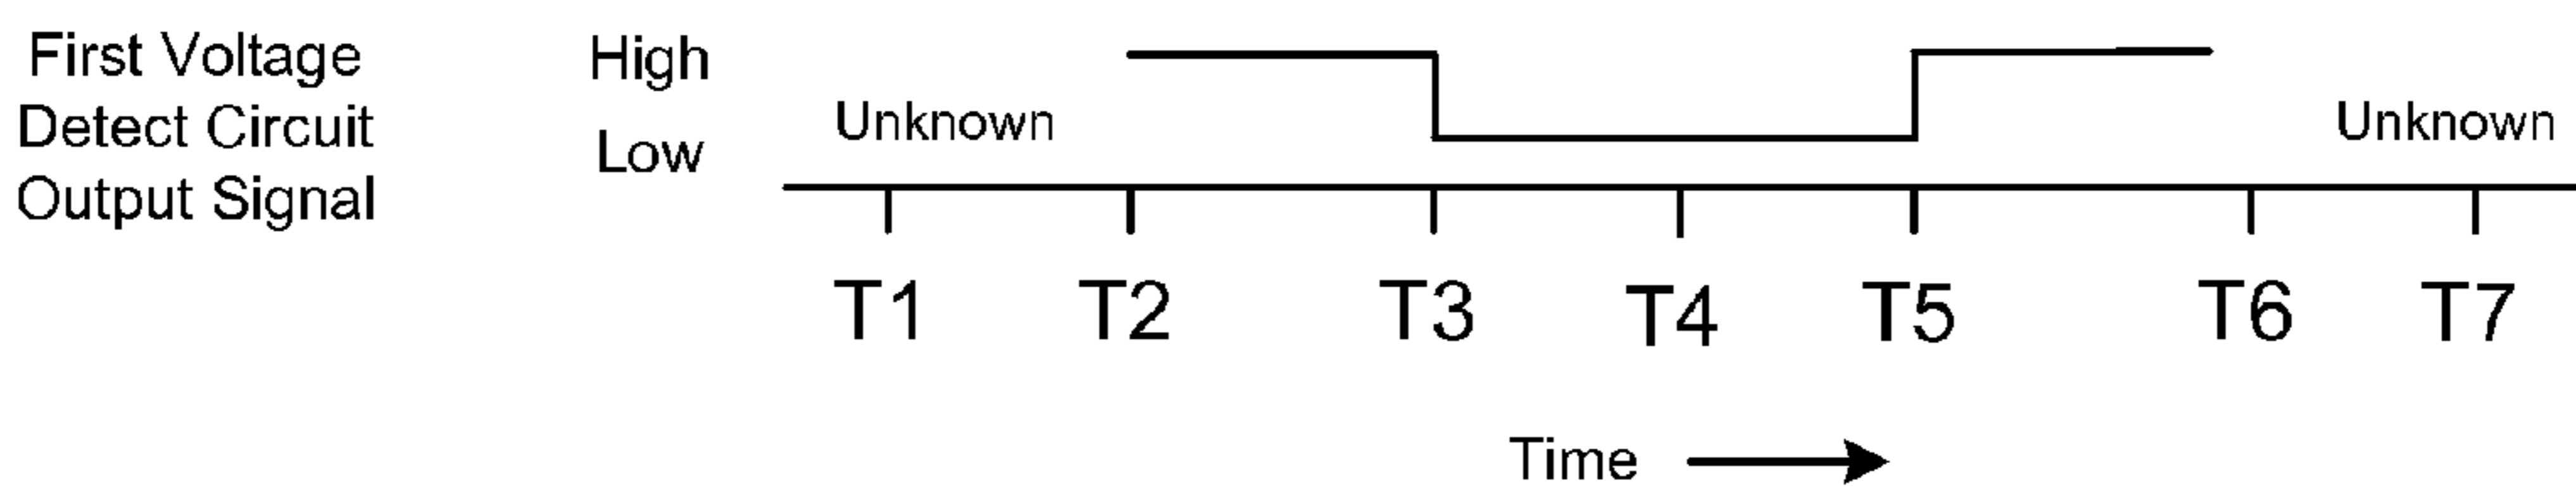 First Voltage
Detect Circuit
Output Signal
High
Low
Unknown
Unknown
T1 T2 T3 T4 T5 T6 T7
Time